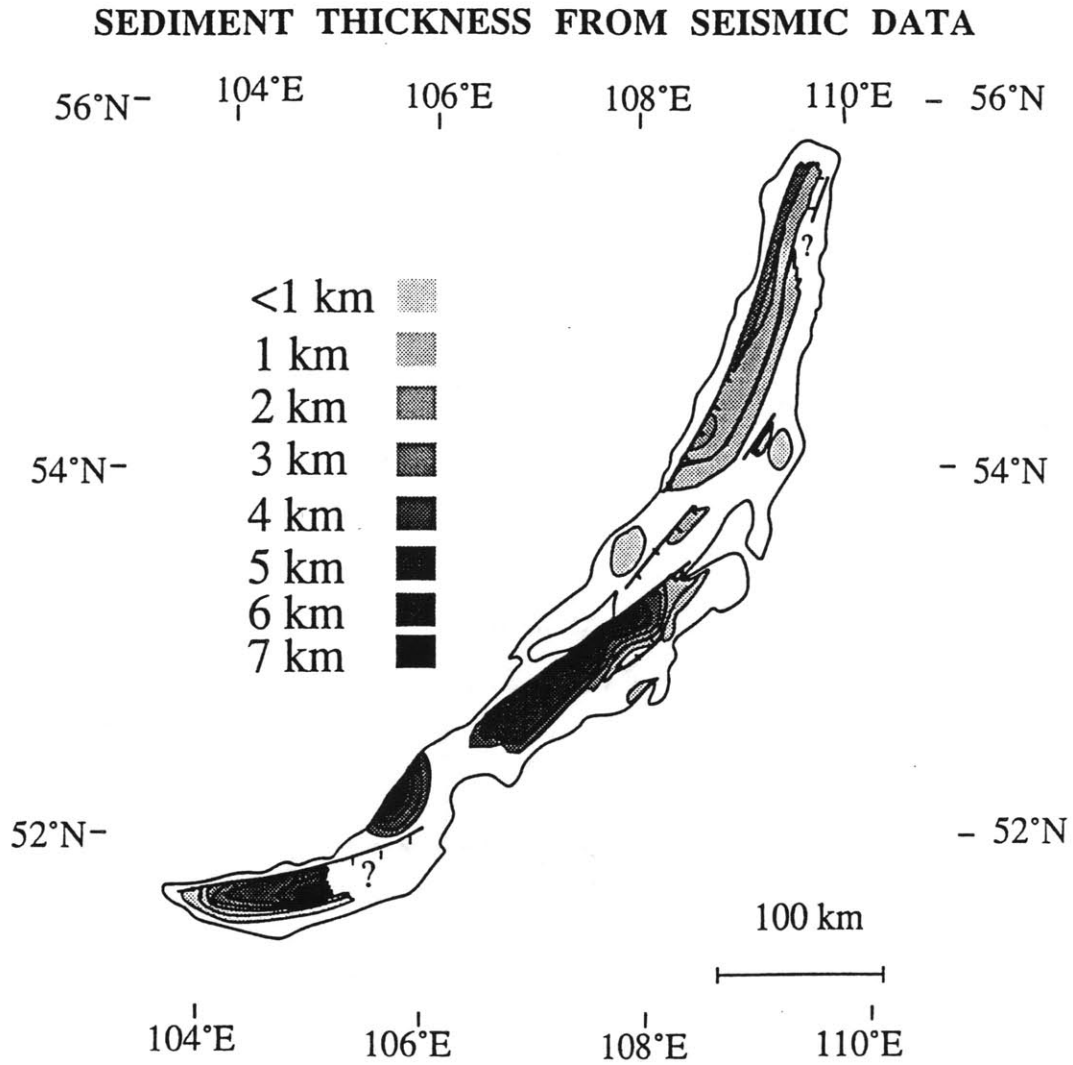 SEDIMENT THICKNESS FROM SEISMIC DATA
56°N 104°E 106°E 108°E 110°E 56°N
?
<1 km
1 km
2 km
3 km
4 km
5 km
6 km
7 km
54°N 54°N
52°N 52°N
?
100 km
104°E 106°E 108°E 110°E